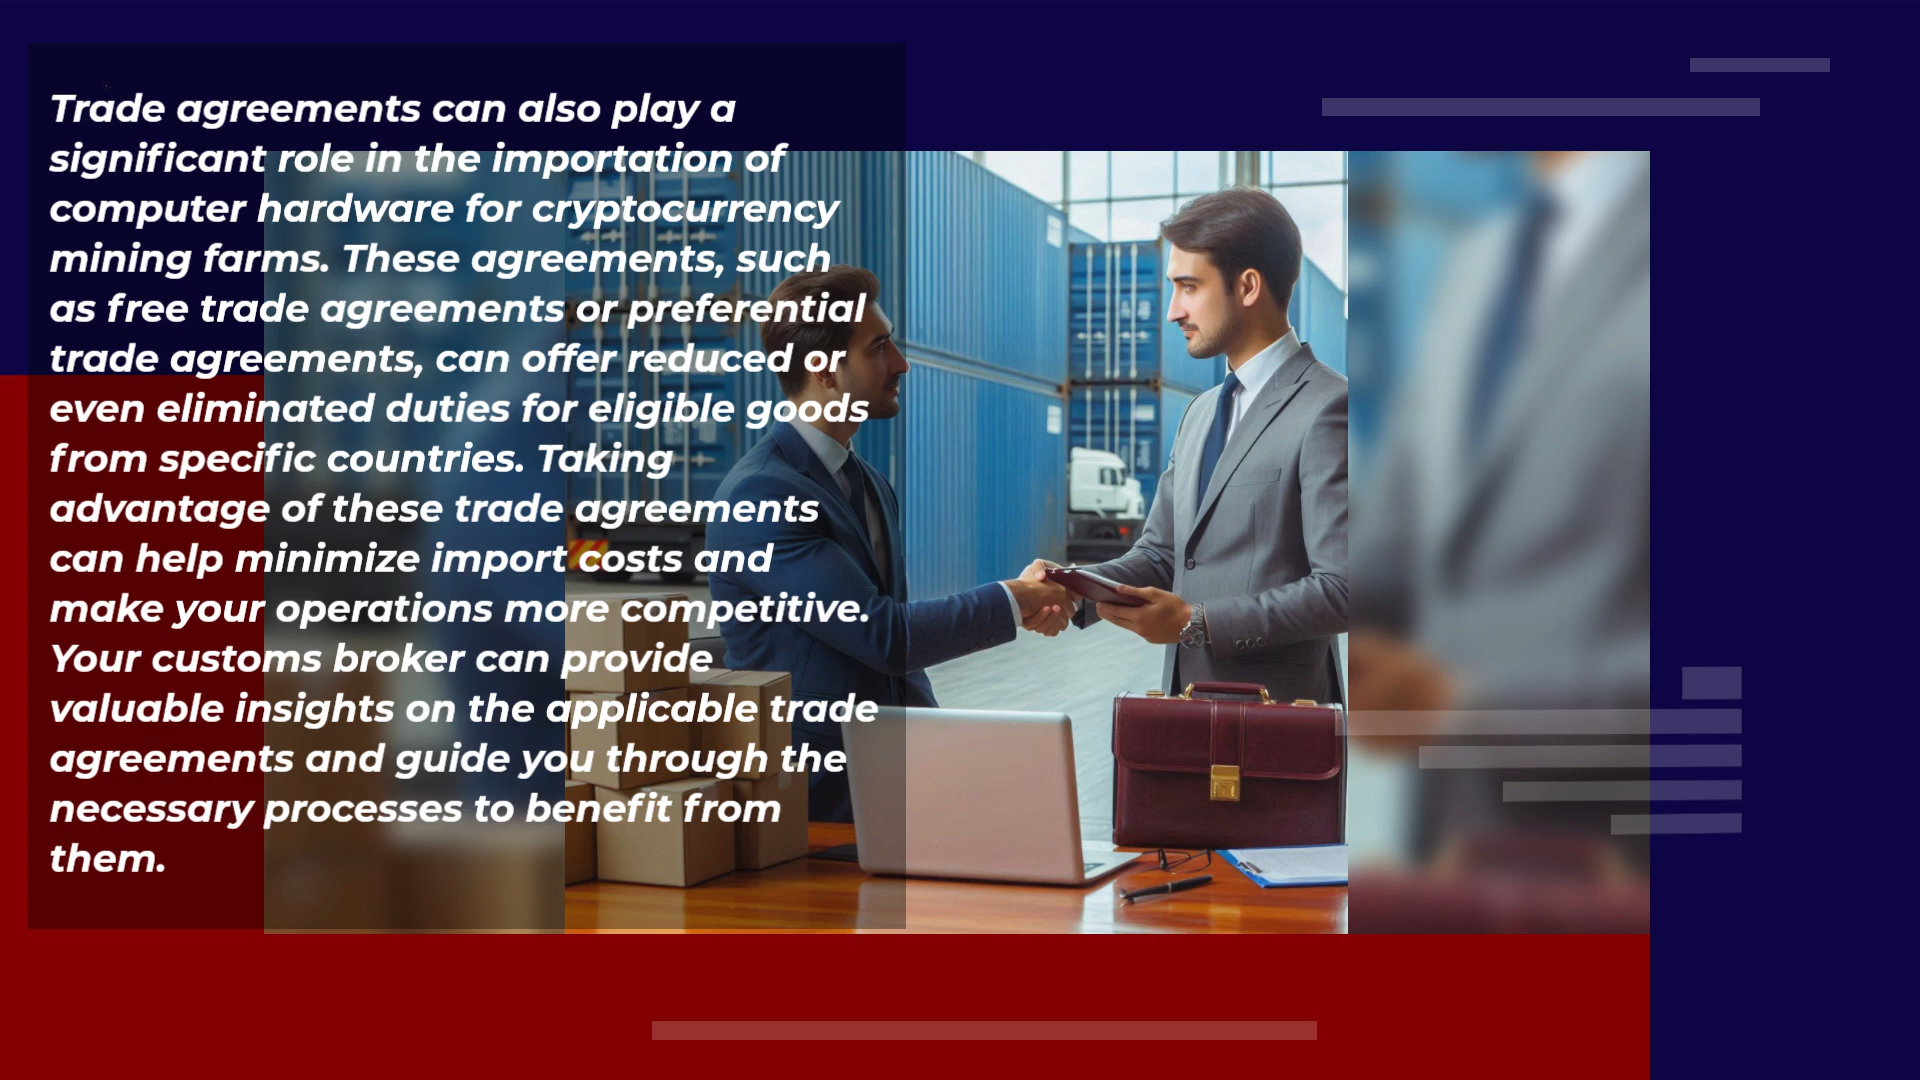 Trade agreements can also play a
significant role in the importation of
computer hardware for cryptocurrency
mining farms. These agreements, such
as free trade agreements or preferential
trade agreements, can offer reduced or
even eliminated duties for eligible goods
from specific countries. Taking
advantage of these trade agreements
can help minimize import costs and
make your operations more competitive.
Your customs broker can provide
valuable insights on the applicable trade
agreements and guide you through the
necessary processes to benefit from
them.